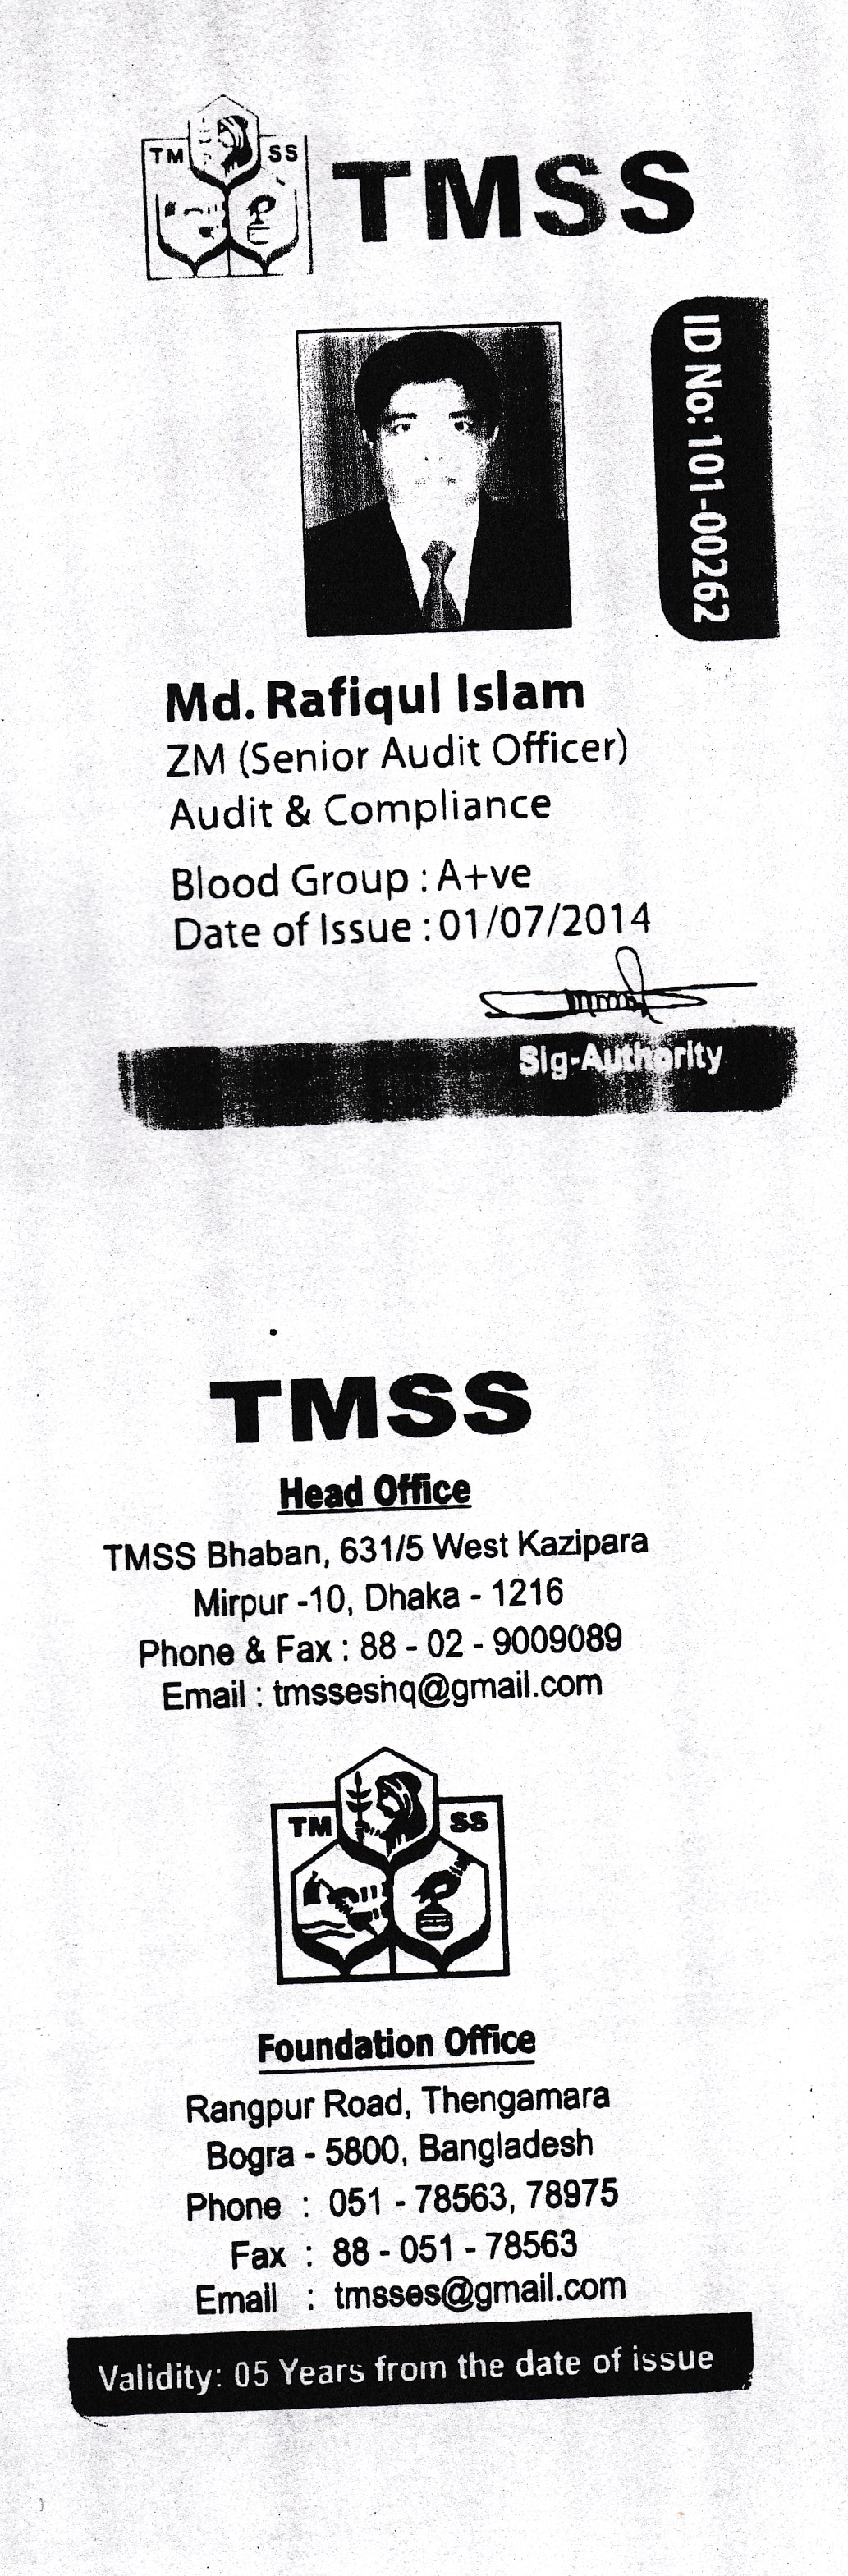 TM SS
TMSS
ID No: 101-00262
Md. Rafiqul Islam
ZM (Senior Audit Officer)
Audit & Compliance
Blood Group : A+ve
Date of Issue : 01/07/2014
Sig-Authority
TMSS
Head Office
TMSS Bhaban, 631/5 West Kazipara
Mirpur -10, Dhaka - 1216
Phone & Fax : 88 - 02 - 9009089
Email : tmsseshq@gmail.com
TM SS
Foundation Office
Rangpur Road, Thengamara
Bogra - 5800, Bangladesh
Phone : 051 - 78563, 78975
Fax : 88 - 051 - 78563
Email : tmsses@gmail.com
Validity: 05 Years from the date of issue